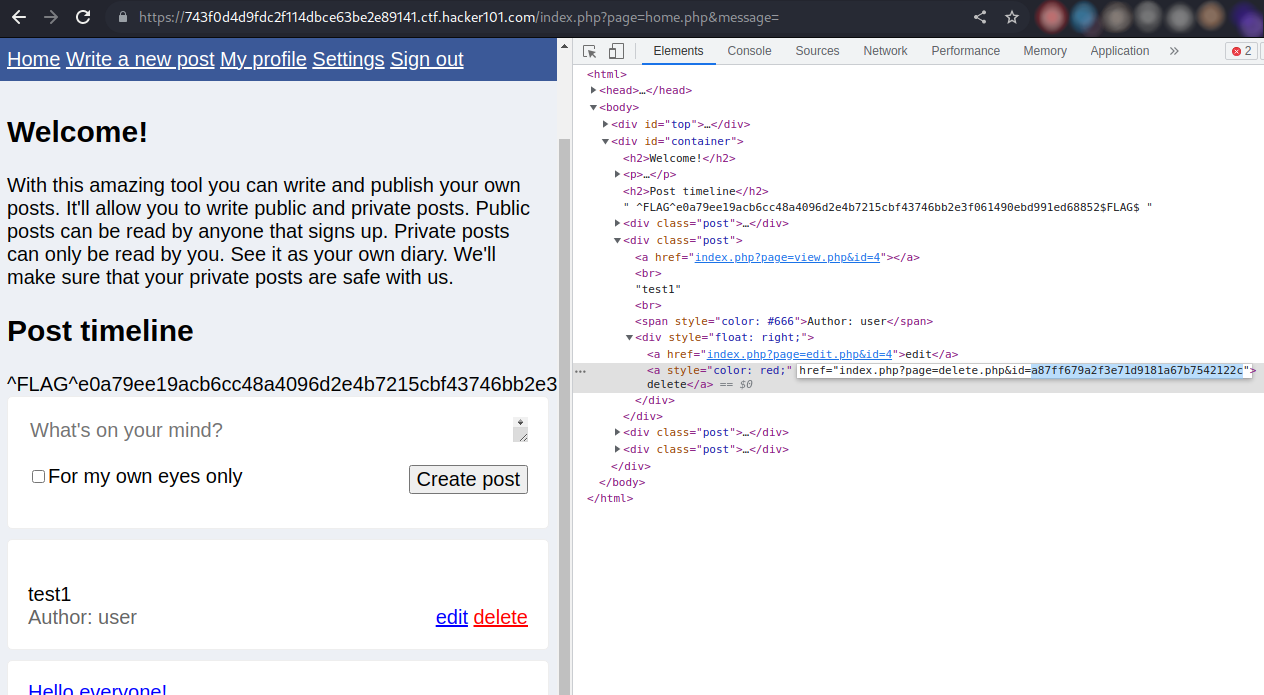 https://743f0d4d9fdc2f114dbce63be2e89141.ctf.hacker101.com/index.php?page=home.php&message=
Home Write a new post My profile Settings Sign out
Welcome!
With this amazing tool you can write and publish your own
posts. It'll allow you to write public and private posts. Public
posts can be read by anyone that signs up. Private posts
can only be read by you. See it as your own diary. We'll
make sure that your private posts are safe with us.
Post timeline
^FLAG^e0a79ee19acb6cc48a4096d2e4b7215cbf43746bb2e3
What's on your mind?
For my own eyes only
Create post
test1
Author: user
edit delete
Hello everyone!
Elements Console Sources Network Performance Memory Application » 2
<html>
<head>…</head>
<body>
<div id="top">…</div>
<div id="container">
<h2>Welcome!</h2>
<p>…</p>
<h2>Post timeline</h2>
" ^FLAG^e0a79ee19acb6cc48a4096d2e4b7215cbf43746bb2e3f061490ebd991ed68852$FLAG$ "
<div class="post">…</div>
<div class="post">
<a href="index.php?page=view.php&id=4"></a>
<br>
"test1"
<br>
<span style="color: #666">Author: user</span>
<div style="float: right;">
<a href="index.php?page=edit.php&id=4">edit</a>
<a style="color: red;" href="index.php?page=delete.php&id=a87ff679a2f3e71d9181a67b7542122c">
delete</a> == $0
</div>
</div>
<div class="post">…</div>
<div class="post">…</div>
</div>
</body>
</html>